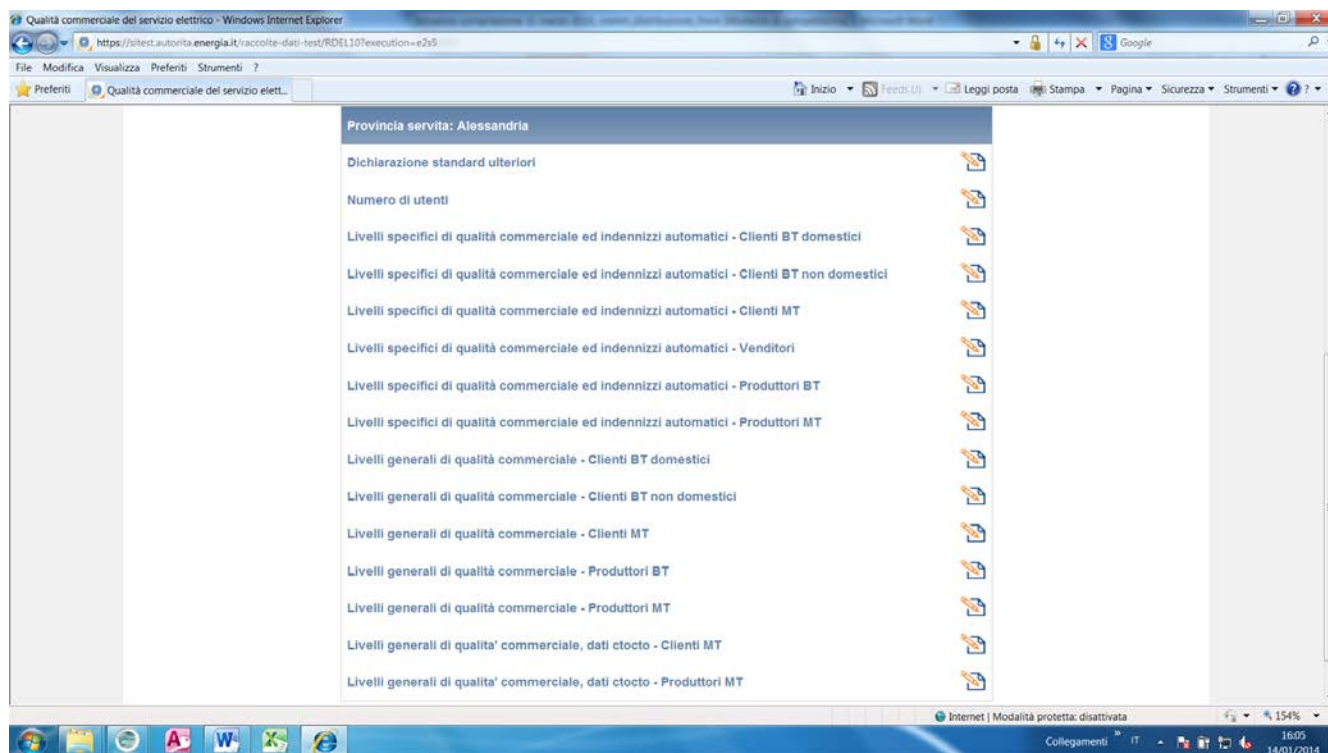 Qualità commerciale del servizio elettrico - Windows Internet Explorer
https://sitest.autorita.energia.it/raccolte-dati-test/RDEL10?execution=e2s5
Google
File Modifica Visualizza Preferiti Strumenti ?
Preferiti Qualità commerciale del servizio elett... Inizio Feeds Leggi posta Stampa Pagina Sicurezza Strumenti ?
Provincia servita: Alessandria
Dichiarazione standard ulteriori
Numero di utenti
Livelli specifici di qualità commerciale ed indennizzi automatici - Clienti BT domestici
Livelli specifici di qualità commerciale ed indennizzi automatici - Clienti BT non domestici
Livelli specifici di qualità commerciale ed indennizzi automatici - Clienti MT
Livelli specifici di qualità commerciale ed indennizzi automatici - Venditori
Livelli specifici di qualità commerciale ed indennizzi automatici - Produttori BT
Livelli specifici di qualità commerciale ed indennizzi automatici - Produttori MT
Livelli generali di qualità commerciale - Clienti BT domestici
Livelli generali di qualità commerciale - Clienti BT non domestici
Livelli generali di qualità commerciale - Clienti MT
Livelli generali di qualità commerciale - Produttori BT
Livelli generali di qualità commerciale - Produttori MT
Livelli generali di qualita' commerciale, dati ctocto - Clienti MT
Livelli generali di qualita' commerciale, dati ctocto - Produttori MT
Internet | Modalità protetta: disattivata 154%
Collegamenti » IT 16:05
14/01/2014